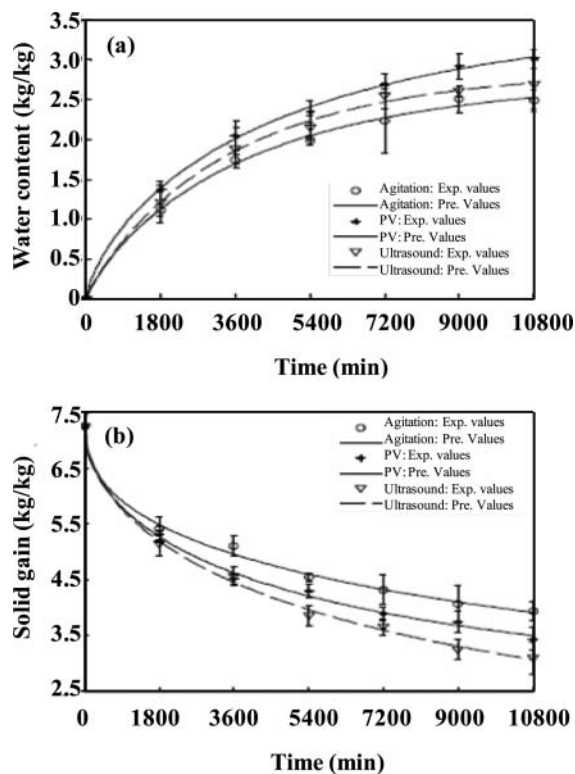 (a)
Water content (kg/kg)
3.5
3.0
2.5
2.0
1.5
1.0
0.5
0
Agitation: Exp. values
Agitation: Pre. Values
PV: Exp. values
PV: Pre. Values
Ultrasound: Exp. values
Ultrasound: Pre. Values
0 1800 3600 5400 7200 9000 10800
Time (min)
(b)
Solid gain (kg/kg)
7.5
6.5
5.5
4.5
3.5
2.5
Agitation: Exp. values
Agitation: Pre. Values
PV: Exp. values
PV: Pre. Values
Ultrasound: Exp. values
Ultrasound: Pre. Values
0 1800 3600 5400 7200 9000 10800
Time (min)